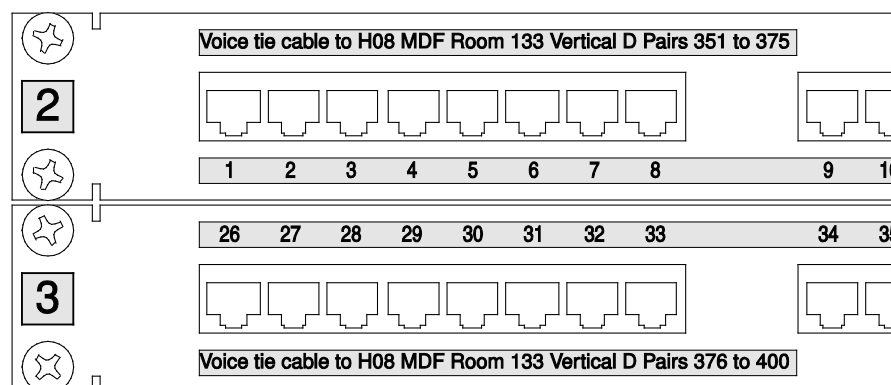 Voice tie cable to H08 MDF Room 133 Vertical D Pairs 351 to 375
2
1 2 3 4 5 6 7 8 9
26 27 28 29 30 31 32 33 34
3
Voice tie cable to H08 MDF Room 133 Vertical D Pairs 376 to 400